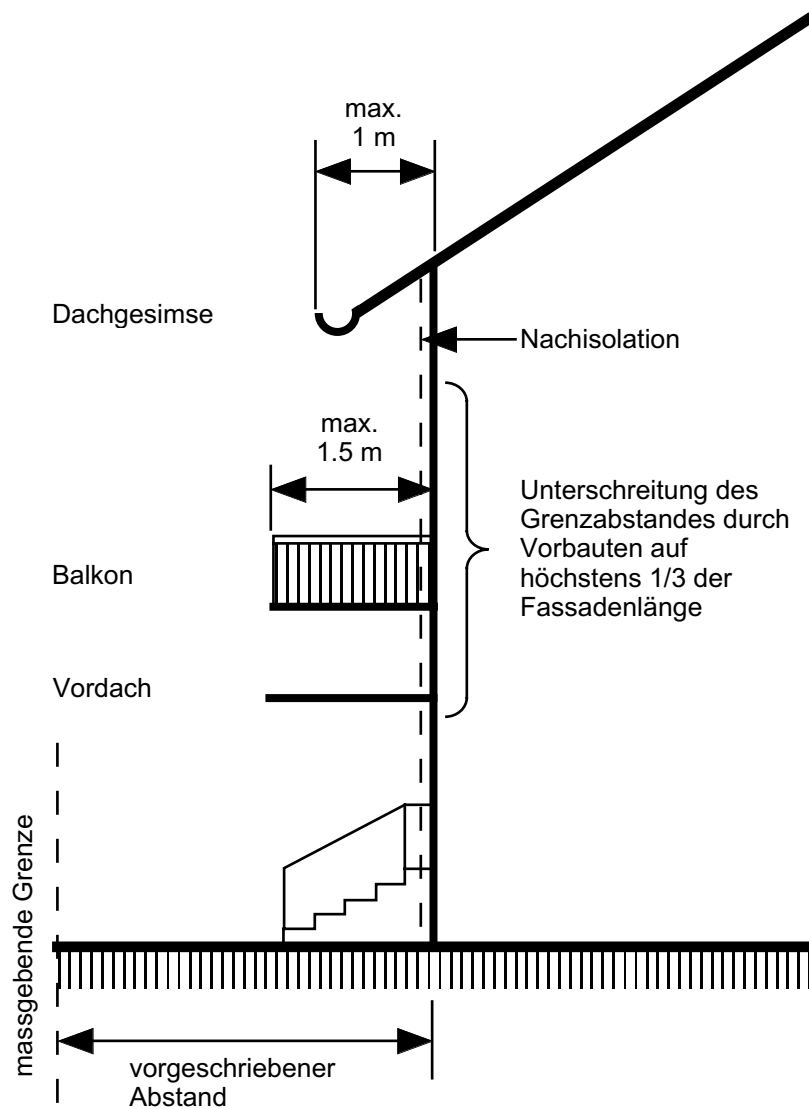 max.
1 m
Dachgesimse
Nachisolation
max.
1.5 m
Unterschreitung des
Grenzabstandes durch
Vorbauten auf
höchstens 1/3 der
Fassadenlänge
Balkon
Vordach
massgebende Grenze
vorgeschriebener
Abstand